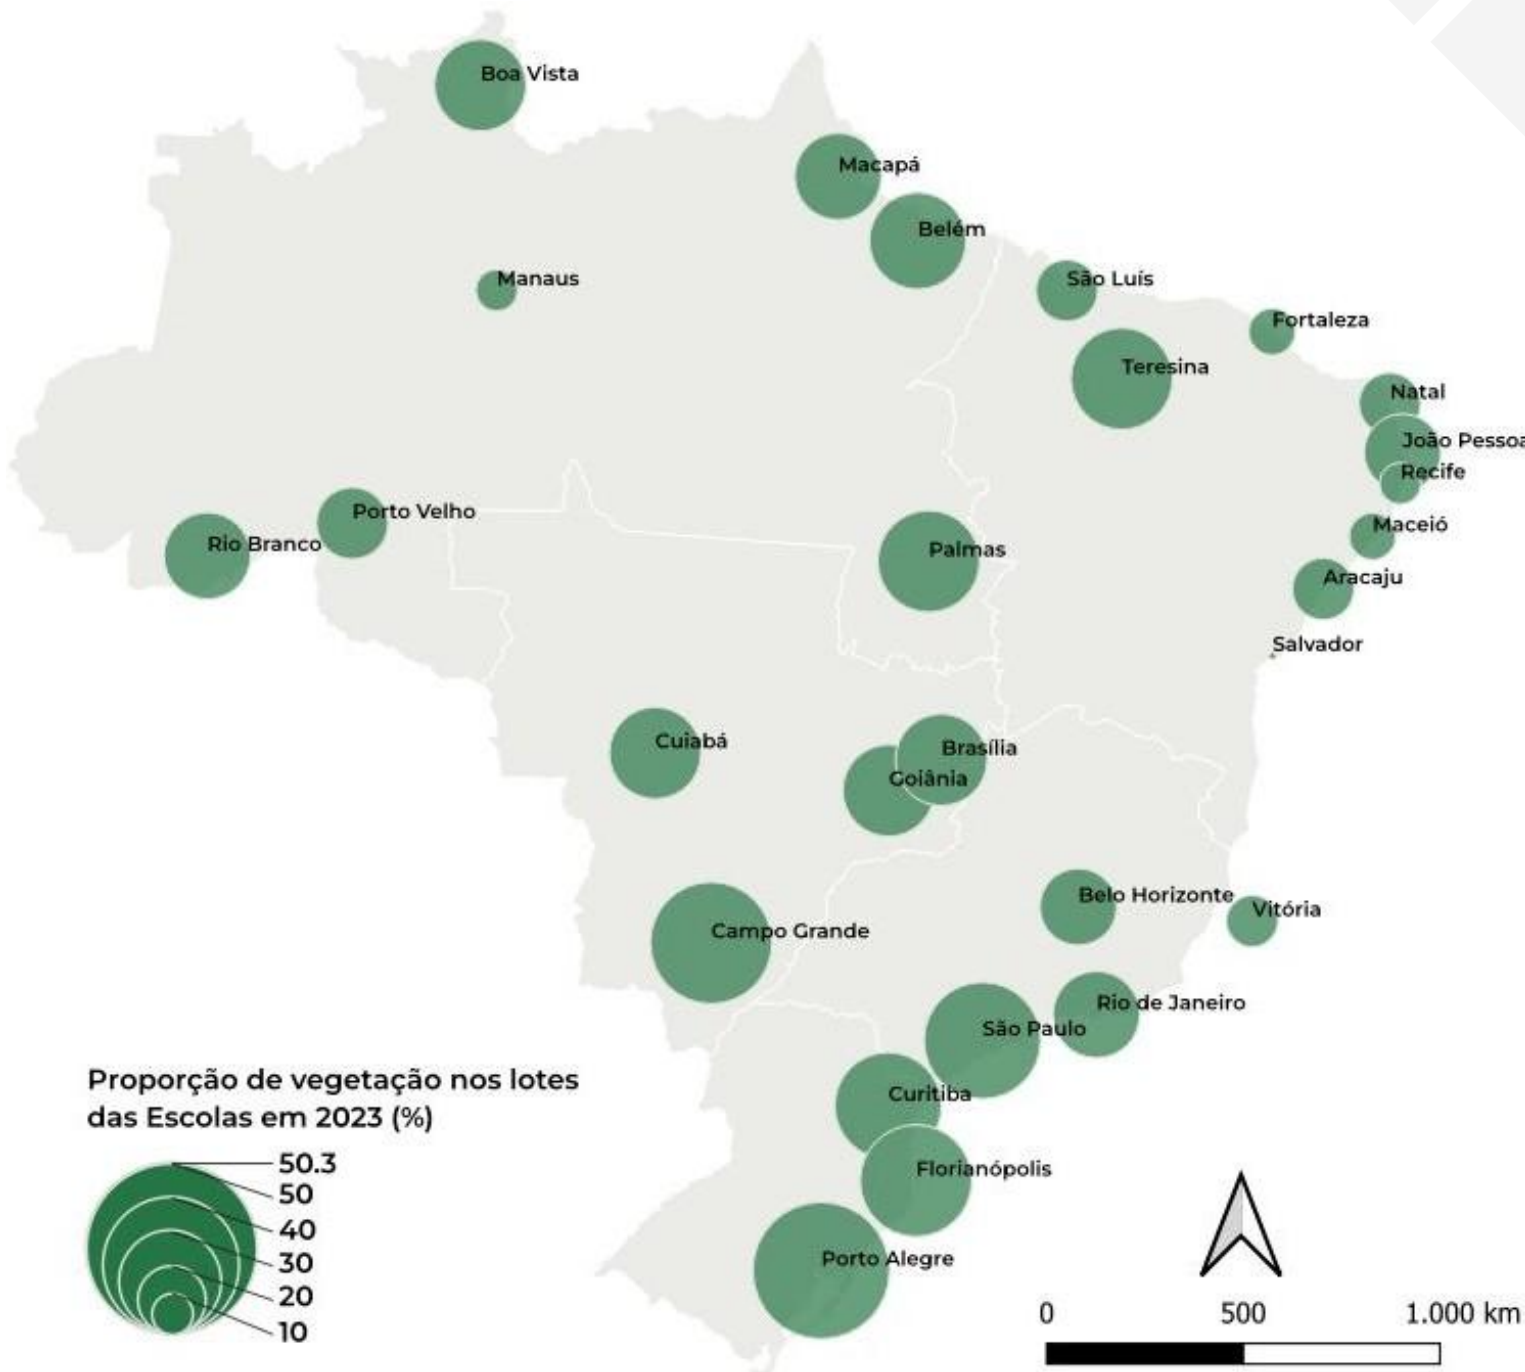 Boa Vista
Macapá
Belém
Manaus
São Luís
Fortaleza
Teresina
Natal
João Pessoa
Recife
Porto Velho
Maceió
Rio Branco
Palmas
Aracaju
Salvador
Cuiabá
Brasília
Goiânia
Belo Horizonte
Vitória
Campo Grande
Rio de Janeiro
São Paulo
Curitiba
Florianópolis
Porto Alegre
Proporção de vegetação nos lotes
das Escolas em 2023 (%)
50.3
50
40
30
20
10
0 500 1.000 km